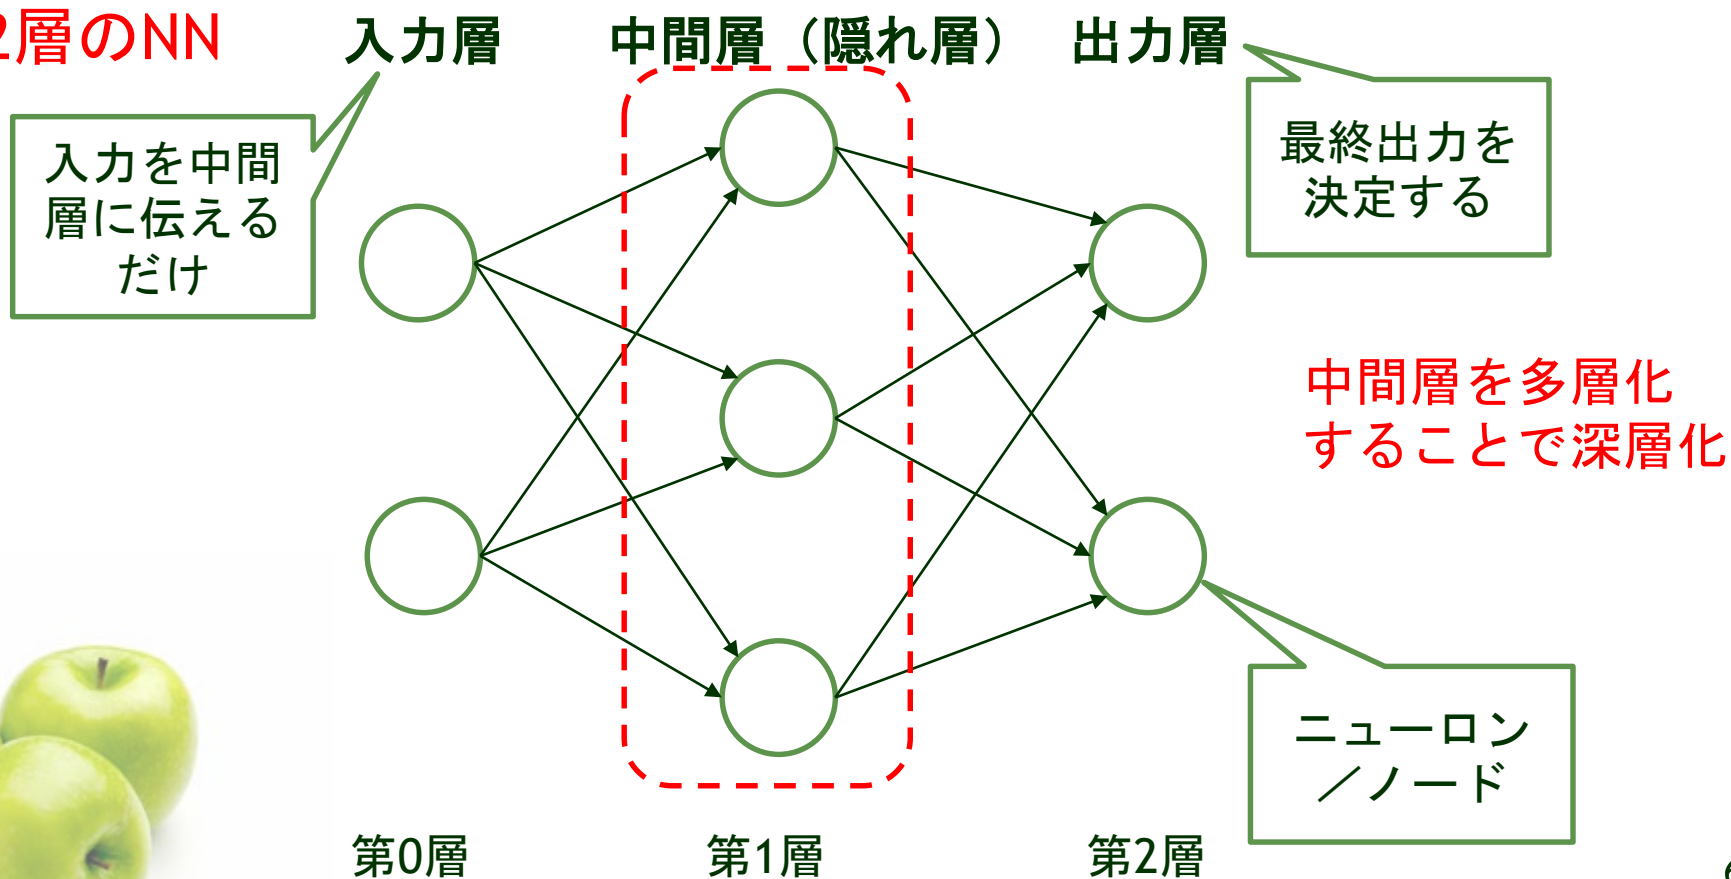 2層のNN
入力層
中間層（隠れ層）
出力層
入力を中間
層に伝える
だけ
最終出力を
決定する
中間層を多層化
することで深層化
ニューロン
／ノード
第0層
第1層
第2層